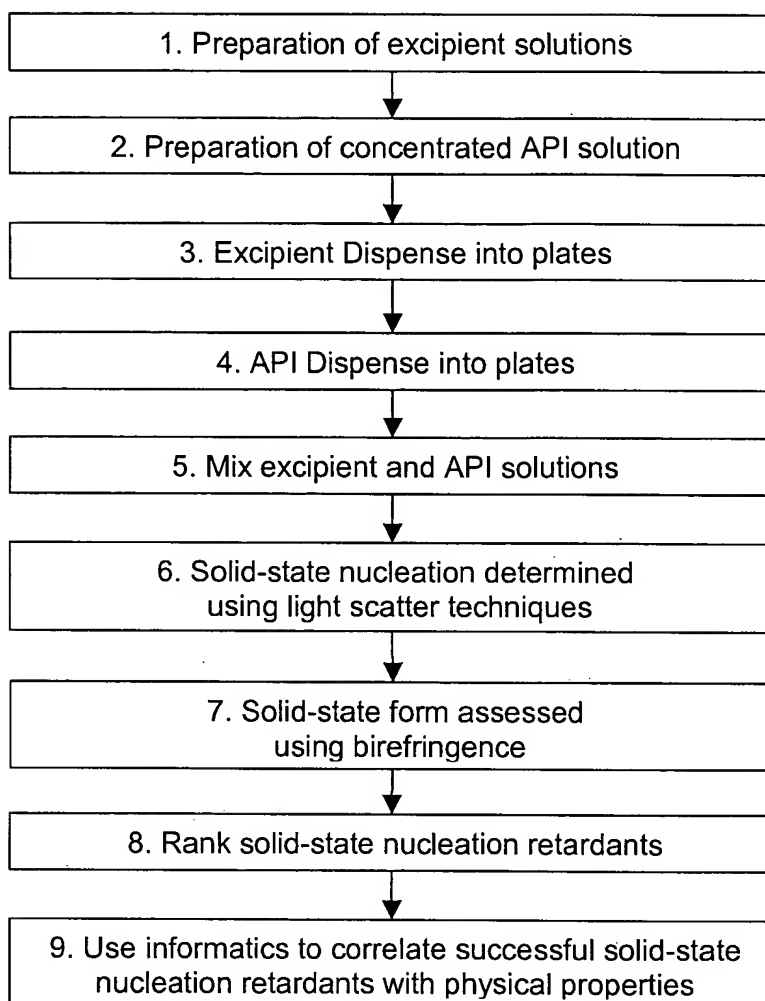 1. Preparation of excipient solutions
2. Preparation of concentrated API solution
3. Excipient Dispense into plates
4. API Dispense into plates
5. Mix excipient and API solutions
6. Solid-state nucleation determined
using light scatter techniques
7. Solid-state form assessed
using birefringence
8. Rank solid-state nucleation retardants
9. Use informatics to correlate successful solid-state
nucleation retardants with physical properties